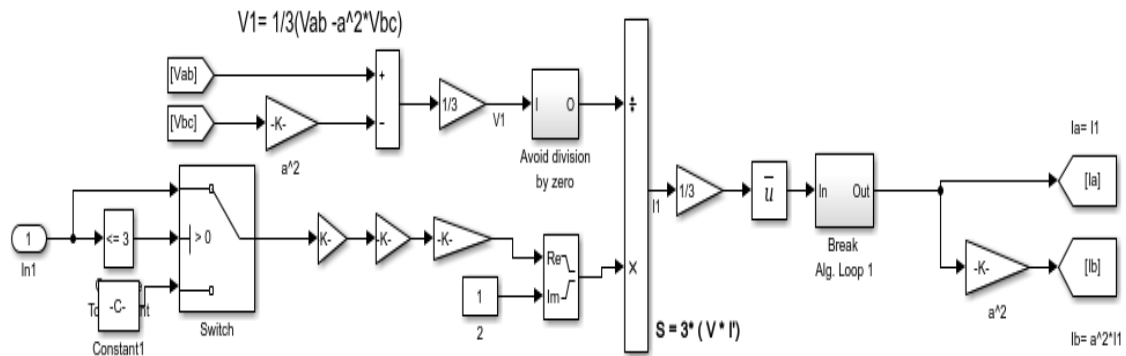 V1= 1/3(Vab -a^2*Vbc)
[Vab]
+
[Vbc]
-K-
−
a^2
1/3
V1
I O
Avoid division
by zero
÷
×
1
In1
<= 3
> 0
-C-
Constant1
Switch
K-
-K-
-K-
1
2
Re
Im
I1
1/3
u
In Out
Break
Alg. Loop 1
Ia= I1
[Ia]
-K-
a^2
[Ib]
Ib= a^2*I1
S = 3* ( V * I')